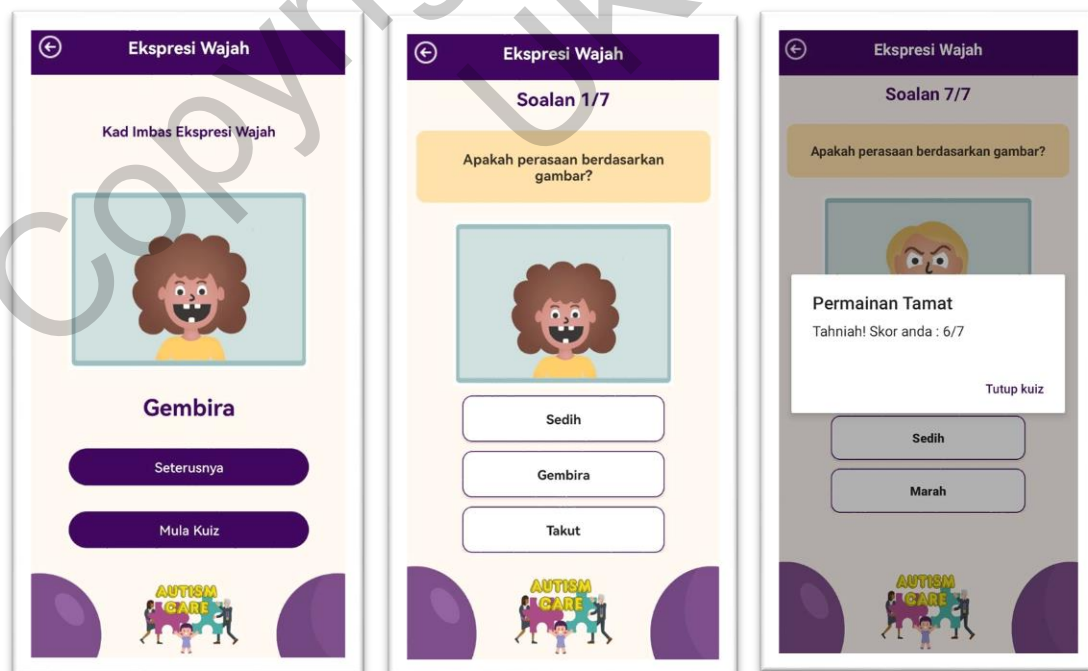 Ekspresi Wajah
Kad Imbas Ekspresi Wajah
Gembira
Seterusnya
Mula Kuiz
AUTISM
CARE
Ekspresi Wajah
Soalan 1/7
Apakah perasaan berdasarkan
gambar?
Sedih
Gembira
Takut
AUTISM
CARE
Ekspresi Wajah
Soalan 7/7
Apakah perasaan berdasarkan gambar?
Permainan Tamat
Tahniah! Skor anda : 6/7
Tutup kuiz
Sedih
Marah
AUTISM
CARE